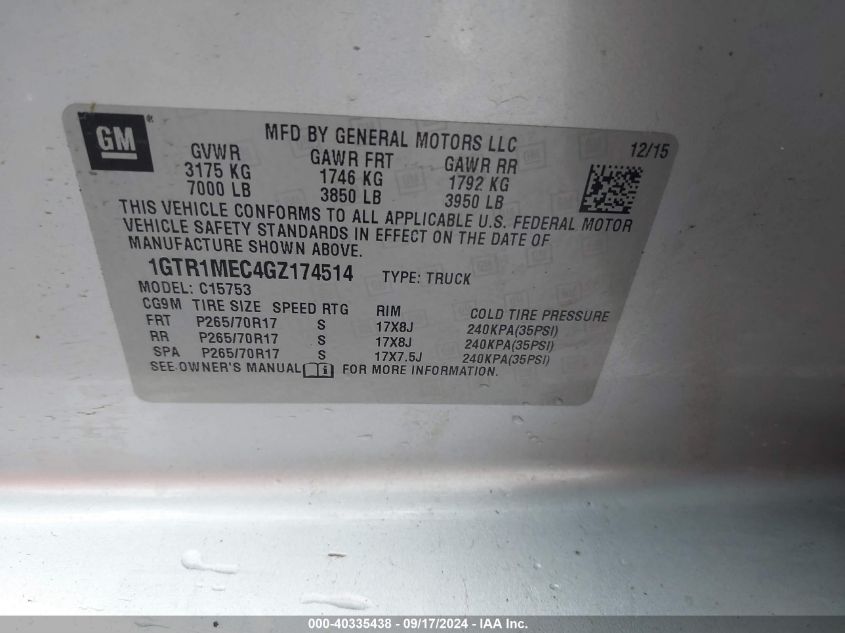 GM
MFD BY GENERAL MOTORS LLC
12/15
GVWR GAWR FRT GAWR RR
3175 KG 1746 KG 1792 KG
7000 LB 3850 LB 3950 LB
THIS VEHICLE CONFORMS TO ALL APPLICABLE U.S. FEDERAL MOTOR
VEHICLE SAFETY STANDARDS IN EFFECT ON THE DATE OF
MANUFACTURE SHOWN ABOVE.
1GTR1MEC4GZ174514 TYPE: TRUCK
MODEL: C15753
CG9M TIRE SIZE SPEED RTG RIM COLD TIRE PRESSURE
FRT P265/70R17 S 17X8J 240KPA(35PSI)
RR P265/70R17 S 17X8J 240KPA(35PSI)
SPA P265/70R17 S 17X7.5J 240KPA(35PSI)
SEE OWNER'S MANUAL FOR MORE INFORMATION.
000-40335438 - 09/17/2024 - IAA Inc.